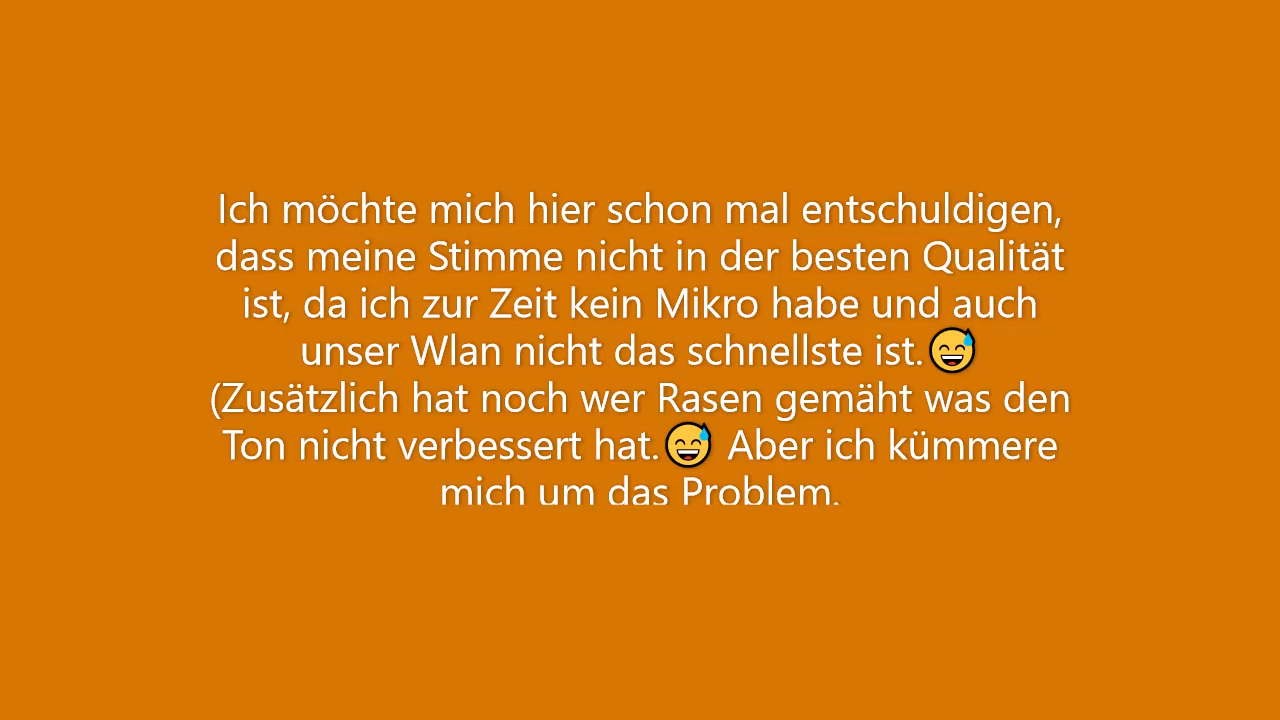 Ich möchte mich hier schon mal entschuldigen,
dass meine Stimme nicht in der besten Qualität
ist, da ich zur Zeit kein Mikro habe und auch
unser Wlan nicht das schnellste ist.😅
(Zusätzlich hat noch wer Rasen gemäht was den
Ton nicht verbessert hat.😅 Aber ich kümmere
mich um das Problem.